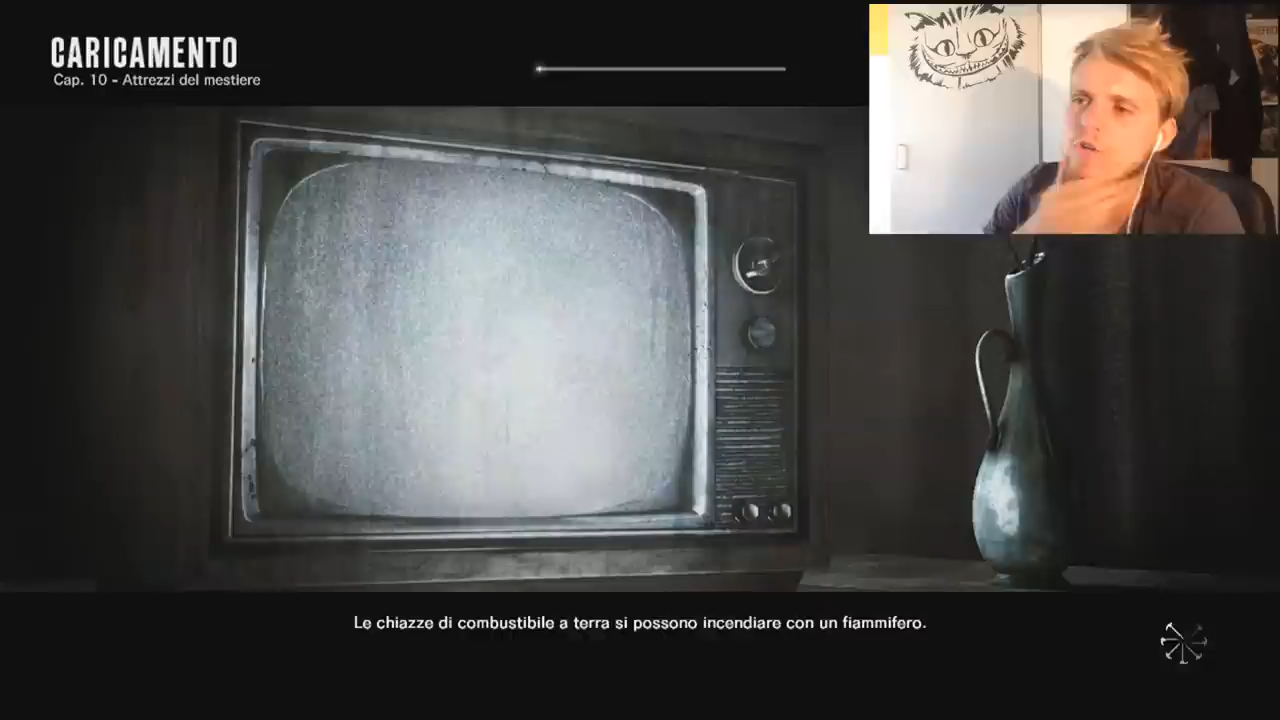 CARICAMENTO
Cap. 10 - Attrezzi del mestiere
Le chiazze di combustibile a terra si possono incendiare con un fiammifero.